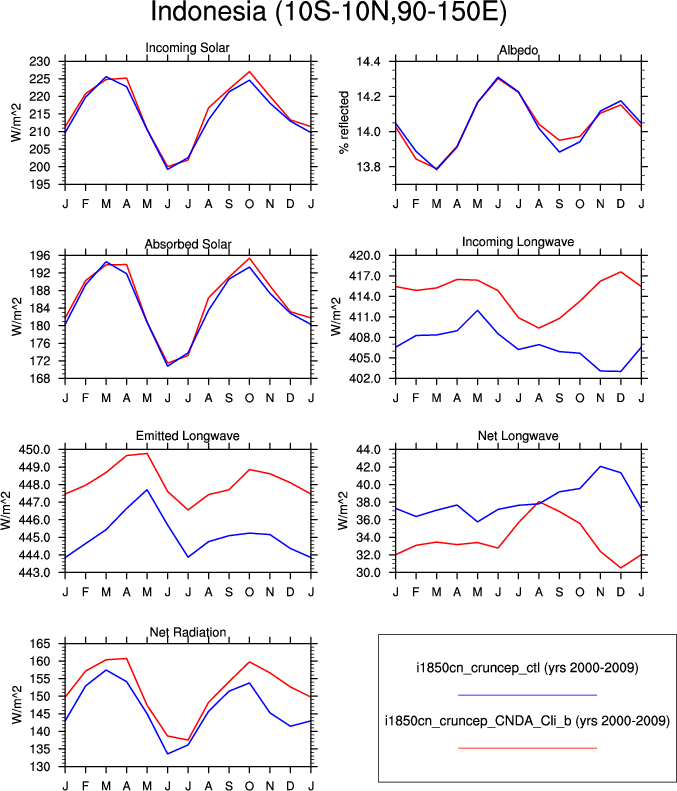 Indonesia (10S-10N,90-150E)
Incoming Solar
W/m^2
230
225
220
215
210
205
200
195
J F M A M J J A S O N D J
Albedo
% reflected
14.4
14.2
14.0
13.8
J F M A M J J A S O N D J
Absorbed Solar
W/m^2
196
192
188
184
180
176
172
168
J F M A M J J A S O N D J
Incoming Longwave
W/m^2
420.0
417.0
414.0
411.0
408.0
405.0
402.0
J F M A M J J A S O N D J
Emitted Longwave
W/m^2
450.0
449.0
448.0
447.0
446.0
445.0
444.0
443.0
J F M A M J J A S O N D J
Net Longwave
W/m^2
44.0
42.0
40.0
38.0
36.0
34.0
32.0
30.0
J F M A M J J A S O N D J
Net Radiation
W/m^2
165
160
155
150
145
140
135
130
J F M A M J J A S O N D J
i1850cn_cruncep_ctl (yrs 2000-2009)
i1850cn_cruncep_CNDA_Cli_b (yrs 2000-2009)